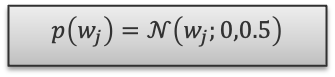 p(w_j) = 𝒩(w_j; 0,0.5)